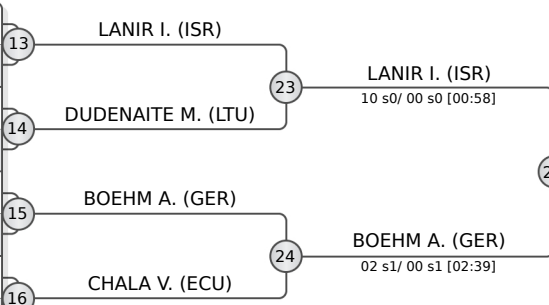 LANIR I. (ISR)
13
LANIR I. (ISR)
23
10 s0/ 00 s0 [00:58]
DUDENAITE M. (LTU)
14
BOEHM A. (GER)
15
BOEHM A. (GER)
24
02 s1/ 00 s1 [02:39]
CHALA V. (ECU)
16